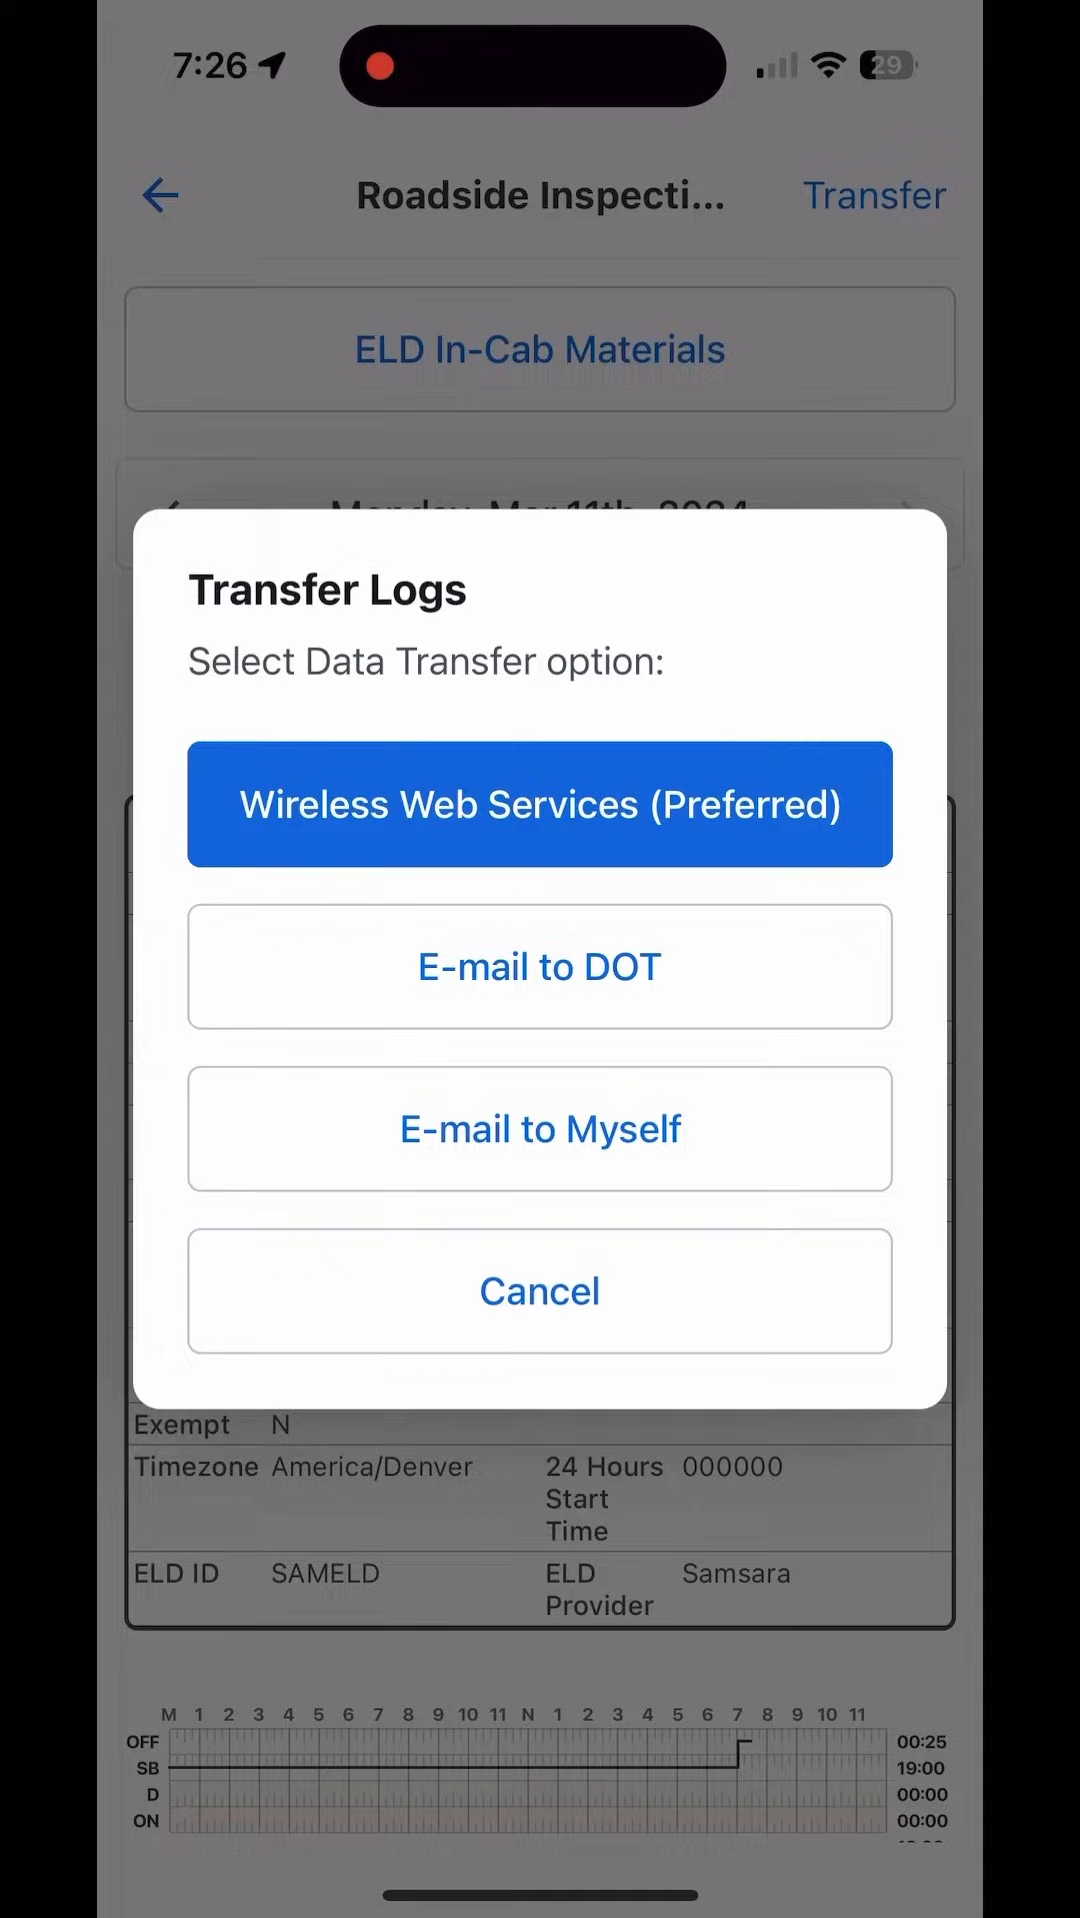 7:26
29
Roadside Inspecti...
Transfer
ELD In-Cab Materials
Monday, Mar 11th, 2024
Transfer Logs
Select Data Transfer option:
Wireless Web Services (Preferred)
E-mail to DOT
E-mail to Myself
Cancel
Exempt N
Timezone America/Denver 24 Hours 000000
Start
Time
ELD ID SAMELD ELD Samsara
Provider
M 1 2 3 4 5 6 7 8 9 10 11 N 1 2 3 4 5 6 7 8 9 10 11
OFF 00:25
SB 19:00
D 00:00
ON 00:00